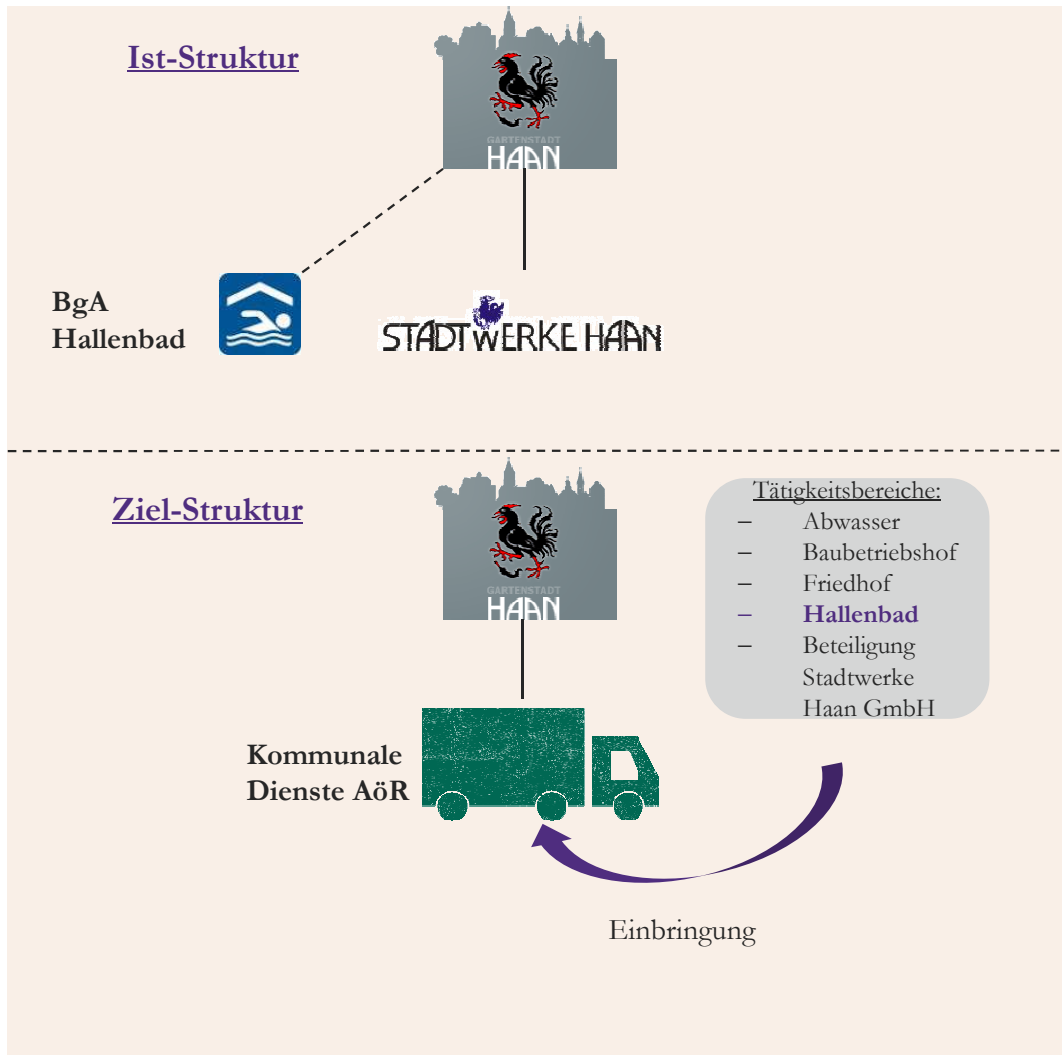 Ist-Struktur
GARTENSTADT
HAAN
BgA
Hallenbad
STADTWERKE HAAN
Ziel-Struktur
GARTENSTADT
HAAN
Tätigkeitsbereiche:
– Abwasser
– Baubetriebshof
– Friedhof
– Hallenbad
– Beteiligung
Stadtwerke
Haan GmbH
Kommunale
Dienste AöR
Einbringung